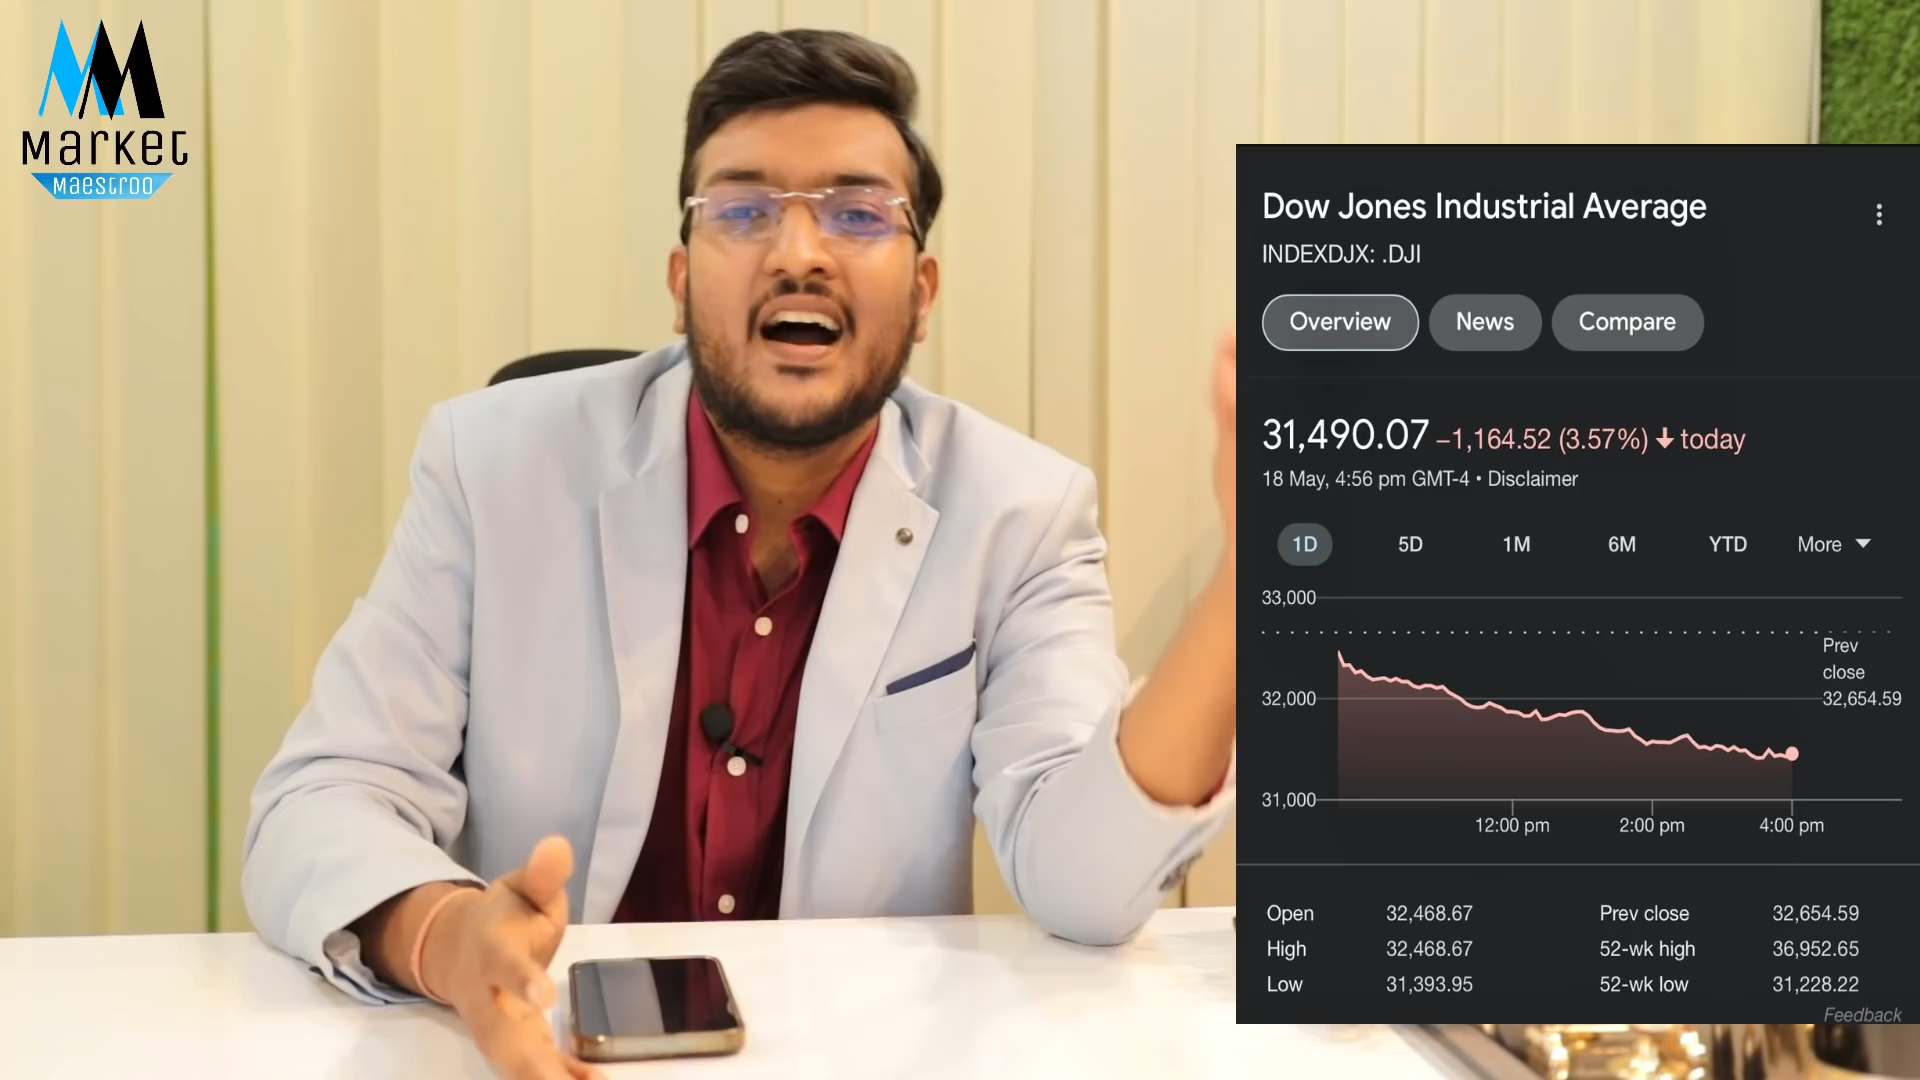 Market
Maestroo
Dow Jones Industrial Average
INDEXDJX: .DJI
Overview News Compare
31,490.07 –1,164.52 (3.57%) ↓ today
18 May, 4:56 pm GMT-4 • Disclaimer
1D 5D 1M 6M YTD More
33,000
Prev
close
32,000 32,654.59
31,000
12:00 pm 2:00 pm 4:00 pm
Open 32,468.67 Prev close 32,654.59
High 32,468.67 52-wk high 36,952.65
Low 31,393.95 52-wk low 31,228.22
Feedback